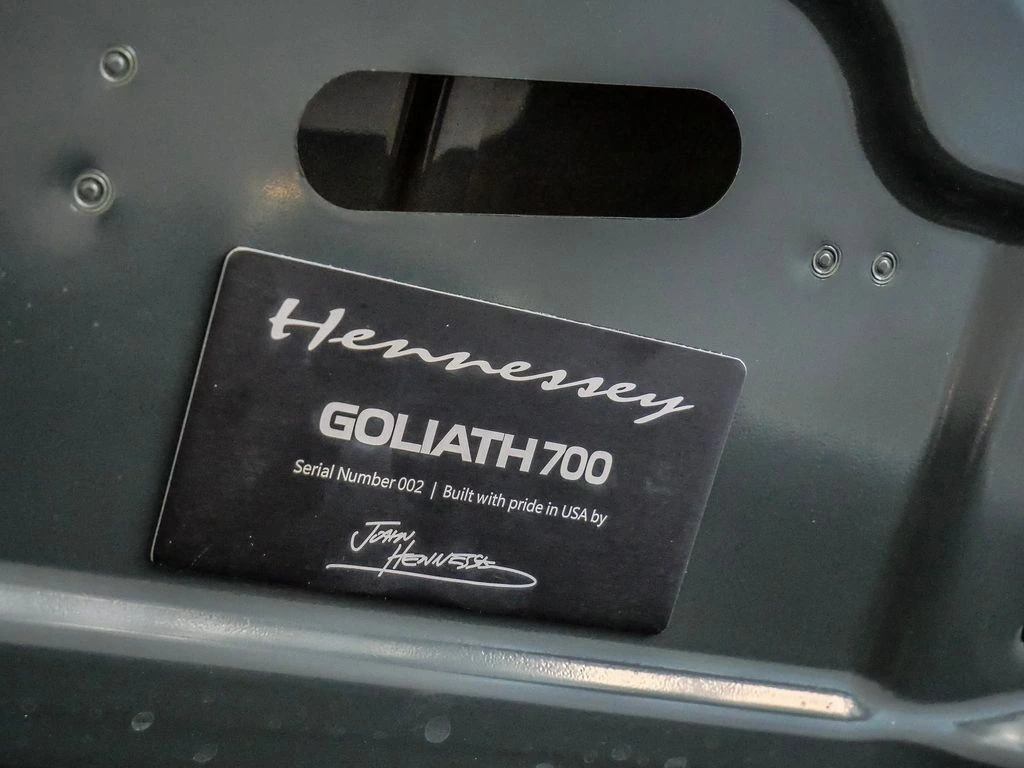 Hennessey
GOLIATH 700
Serial Number 002 | Built with pride in USA by
JOHN
HENNESSEY